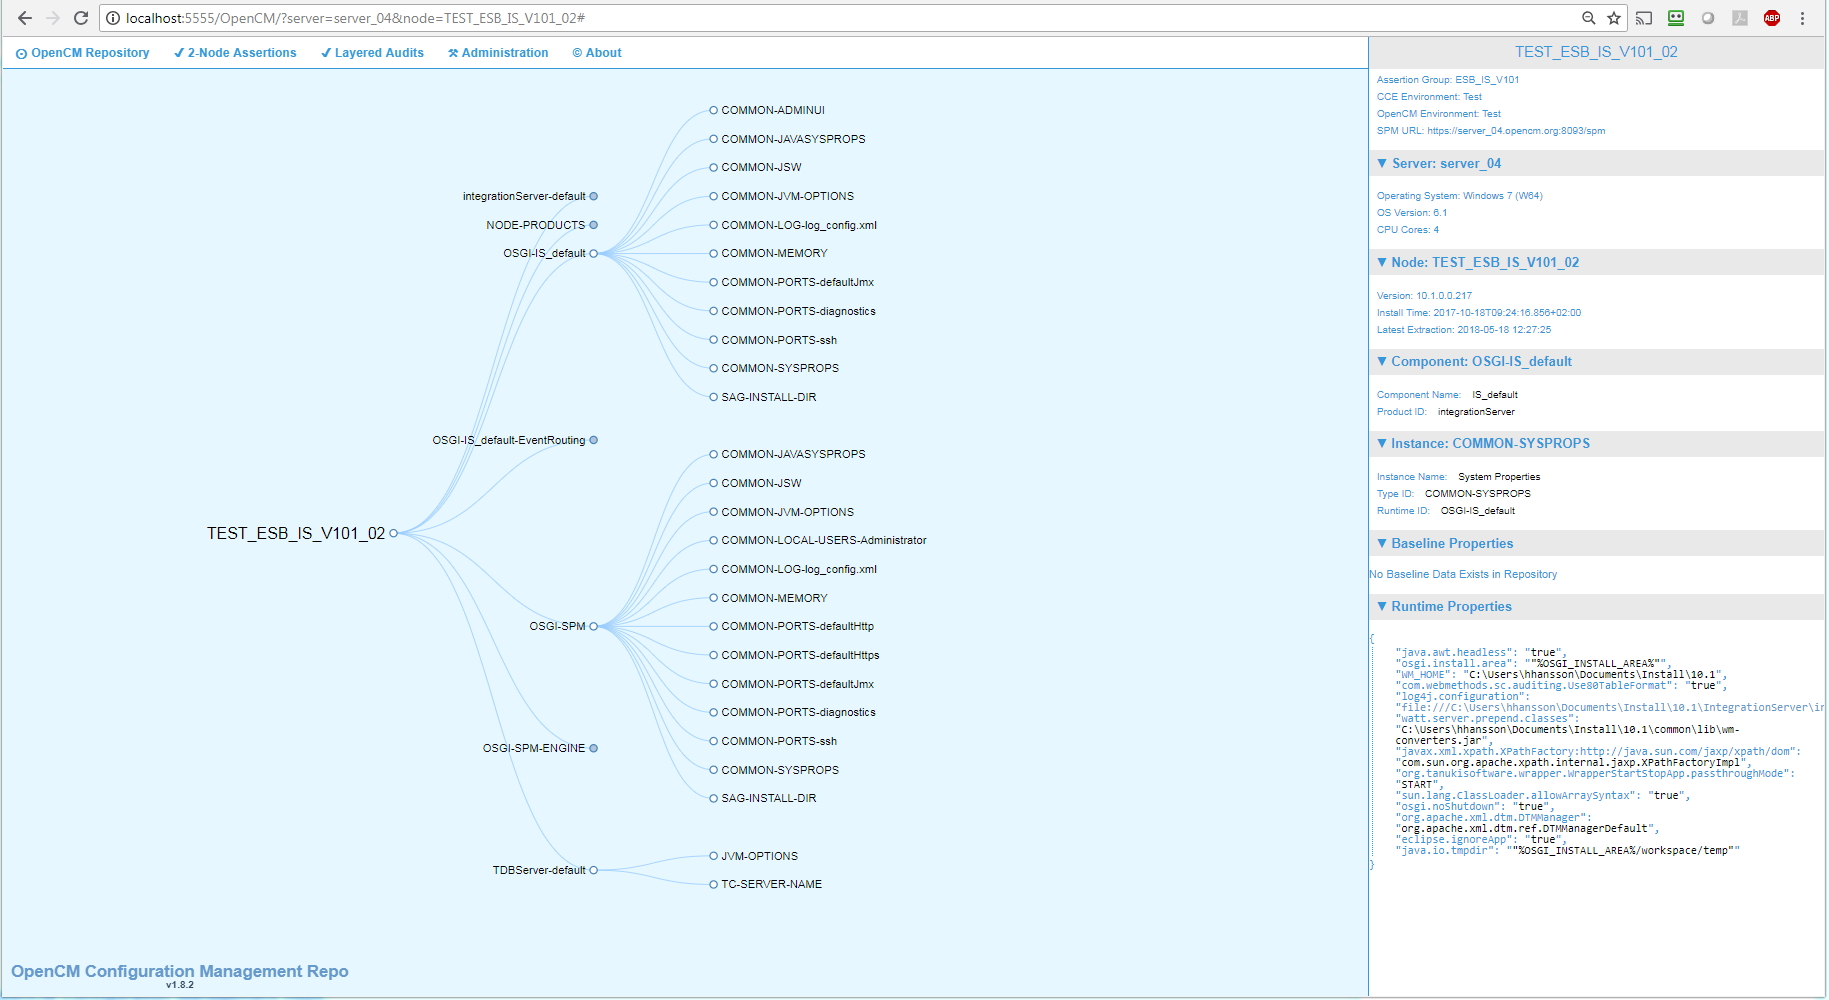 localhost:5555/OpenCM/?server=server_04&node=TEST_ESB_IS_V101_02#
ABP
OpenCM Repository
2-Node Assertions
Layered Audits
Administration
© About
COMMON-ADMINUI
COMMON-JAVASYSPROPS
COMMON-JSW
integrationServer-default
COMMON-JVM-OPTIONS
NODE-PRODUCTS
COMMON-LOG-log_config.xml
OSGI-IS_default
COMMON-MEMORY
COMMON-PORTS-defaultJmx
COMMON-PORTS-diagnostics
COMMON-PORTS-ssh
COMMON-SYSPROPS
SAG-INSTALL-DIR
OSGI-IS_default-EventRouting
COMMON-JAVASYSPROPS
COMMON-JSW
COMMON-JVM-OPTIONS
TEST_ESB_IS_V101_02
COMMON-LOCAL-USERS-Administrator
COMMON-LOG-log_config.xml
COMMON-MEMORY
OSGI-SPM
COMMON-PORTS-defaultHttp
COMMON-PORTS-defaultHttps
COMMON-PORTS-defaultJmx
COMMON-PORTS-diagnostics
COMMON-PORTS-ssh
OSGI-SPM-ENGINE
COMMON-SYSPROPS
SAG-INSTALL-DIR
JVM-OPTIONS
TDBServer-default
TC-SERVER-NAME
OpenCM Configuration Management Repo
v1.8.2
TEST_ESB_IS_V101_02
Assertion Group: ESB_IS_V101
CCE Environment: Test
OpenCM Environment: Test
SPM URL: https://server_04.opencm.org:8093/spm
▼ Server: server_04
Operating System: Windows 7 (W64)
OS Version: 6.1
CPU Cores: 4
▼ Node: TEST_ESB_IS_V101_02
Version: 10.1.0.0.217
Install Time: 2017-10-18T09:24:16.856+02:00
Latest Extraction: 2018-05-18 12:27:25
▼ Component: OSGI-IS_default
Component Name: IS_default
Product ID: integrationServer
▼ Instance: COMMON-SYSPROPS
Instance Name: System Properties
Type ID: COMMON-SYSPROPS
Runtime ID: OSGI-IS_default
▼ Baseline Properties
No Baseline Data Exists in Repository
▼ Runtime Properties
{
"java.awt.headless": "true",
"osgi.install.area": ""%OSGI_INSTALL_AREA%"",
"WM_HOME": "C:\Users\hhansson\Documents\Install\10.1",
"com.webmethods.sc.auditing.Use80TableFormat": "true",
"log4j.configuration":
"file:///C:\Users\hhansson\Documents\Install\10.1\IntegrationServer\in
"watt.server.prepend.classes":
"C:\Users\hhansson\Documents\Install\10.1\common\lib\wm-
converters.jar",
"javax.xml.xpath.XPathFactory:http://java.sun.com/jaxp/xpath/dom":
"com.sun.org.apache.xpath.internal.jaxp.XPathFactoryImpl",
"org.tanukisoftware.wrapper.WrapperStartStopApp.passthroughMode":
"START",
"sun.lang.ClassLoader.allowArraySyntax": "true",
"osgi.noShutdown": "true",
"org.apache.xml.dtm.DTMManager":
"org.apache.xml.dtm.ref.DTMManagerDefault",
"eclipse.ignoreApp": "true",
"java.io.tmpdir": ""%OSGI_INSTALL_AREA%/workspace/temp""
}